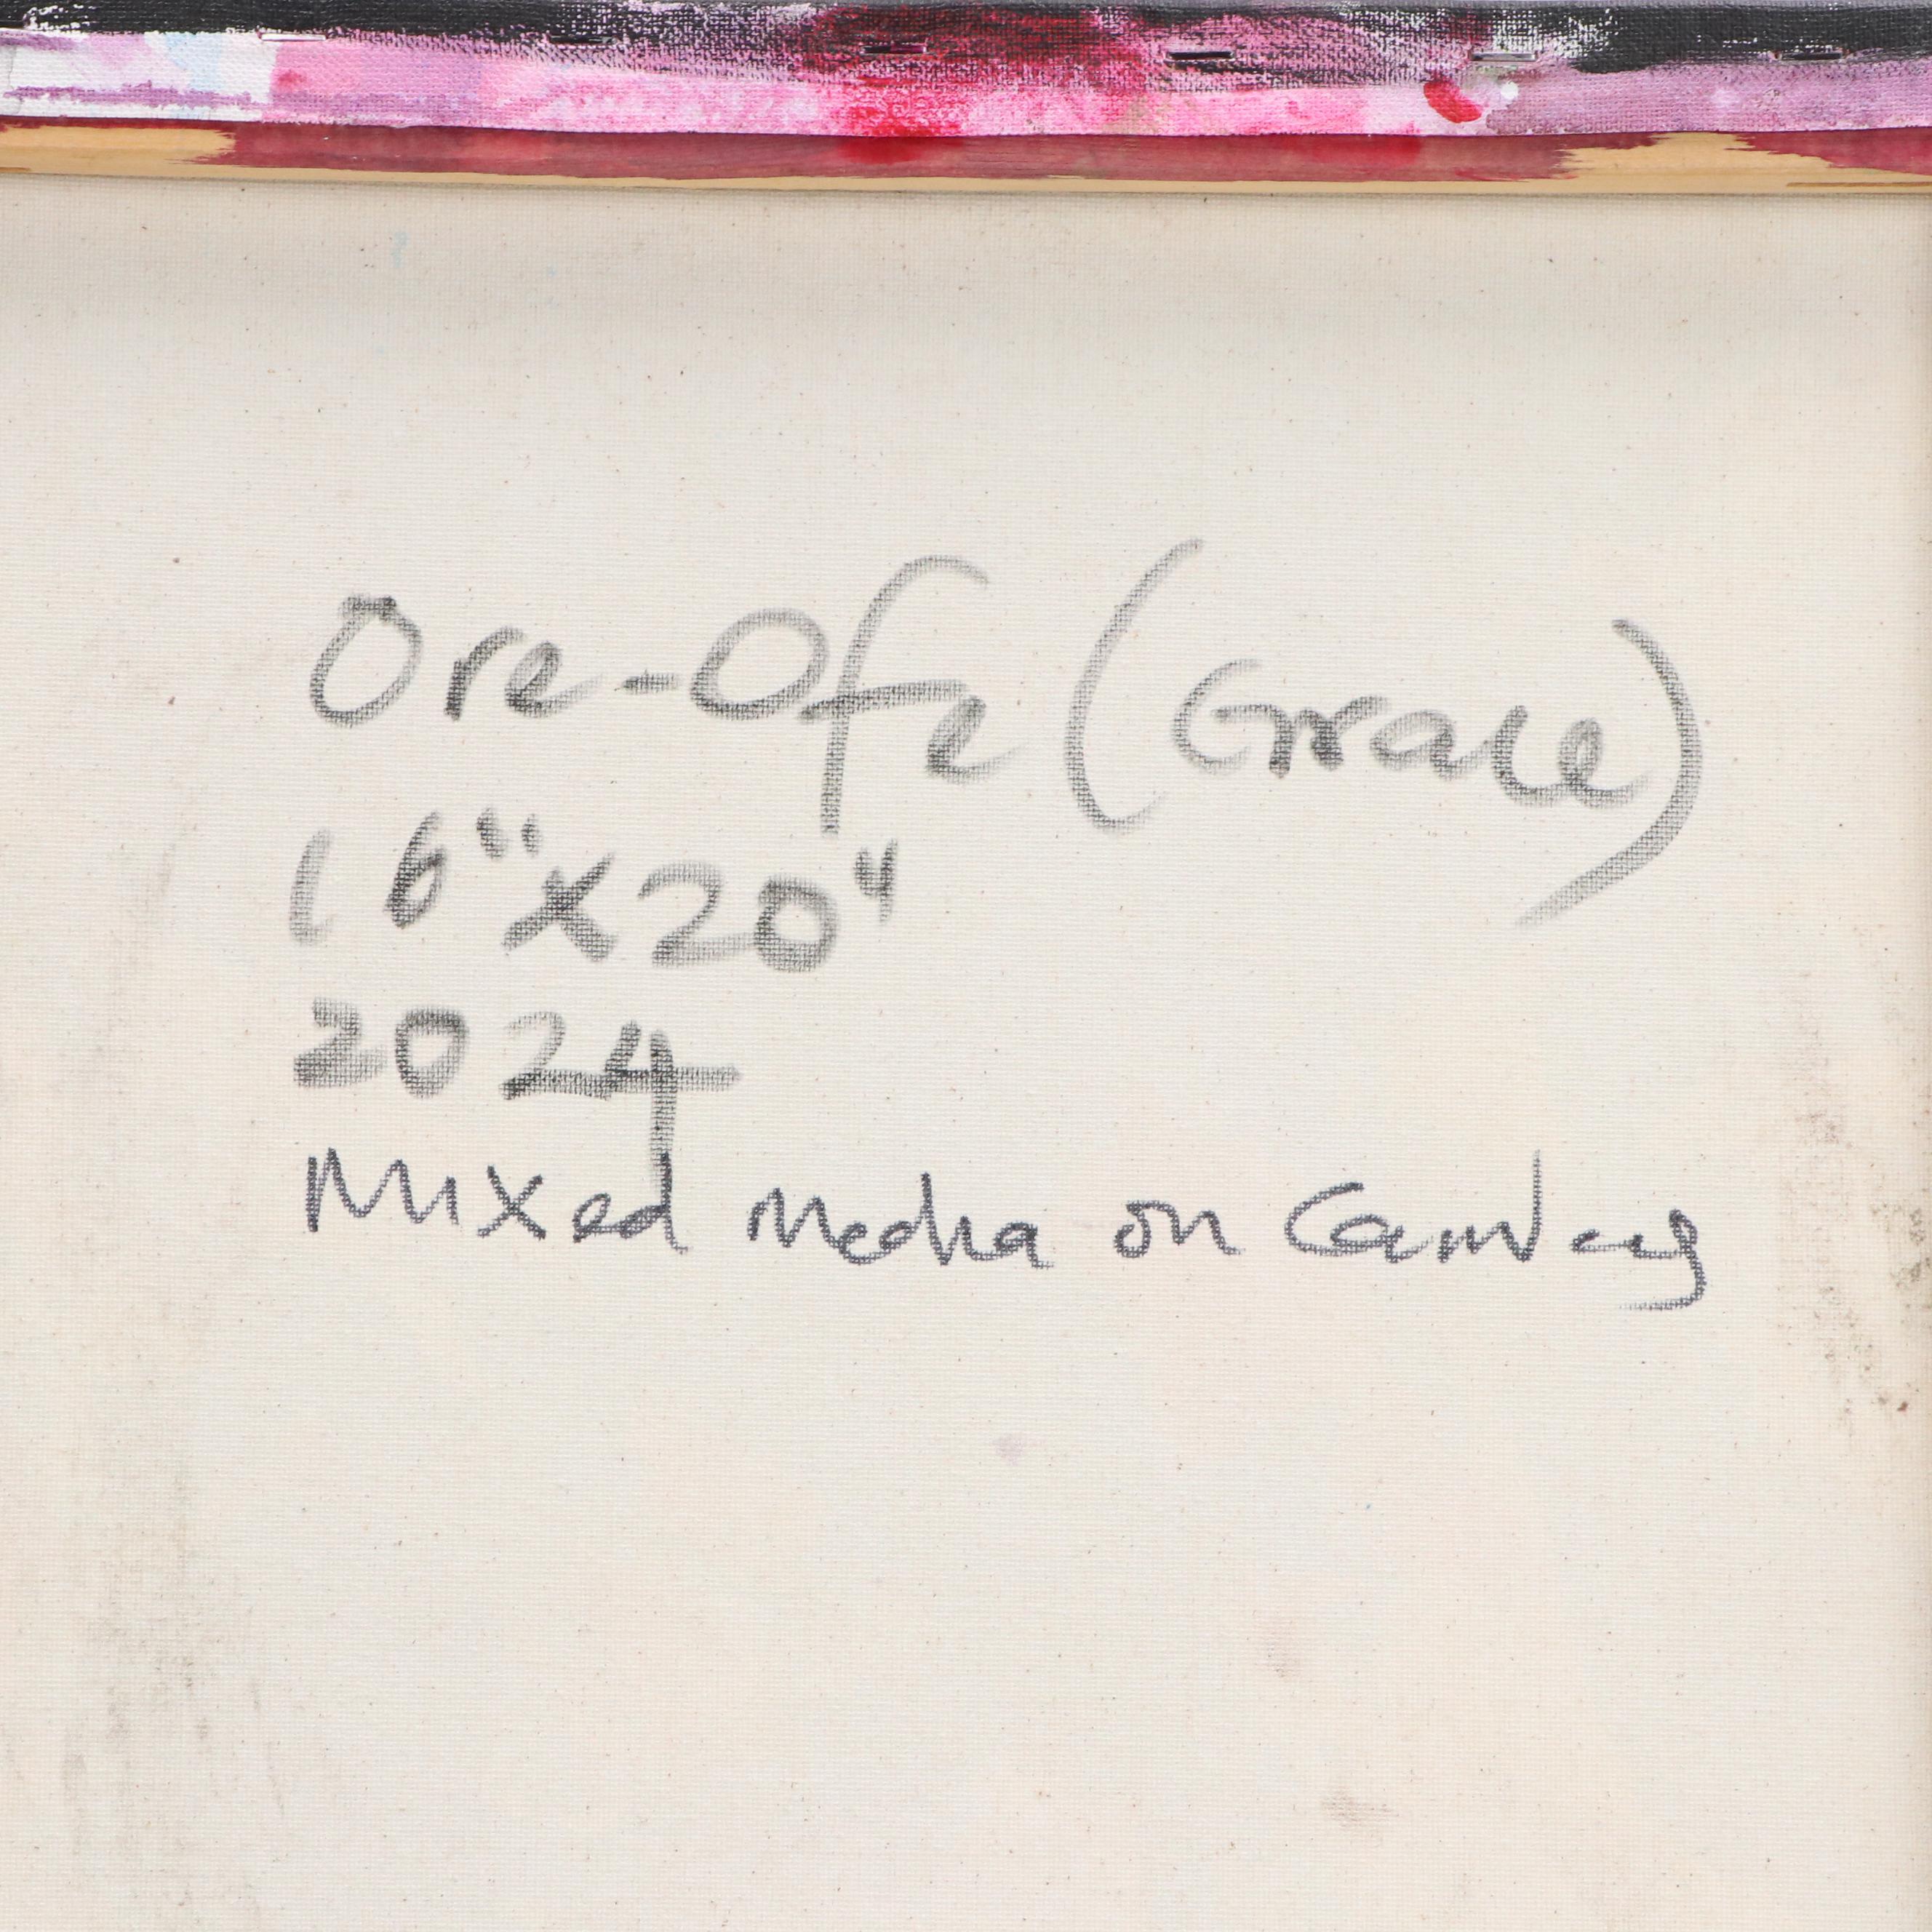 Ore-Ofe (Grace)
16"x20"
2024
Mixed Media on Canvas